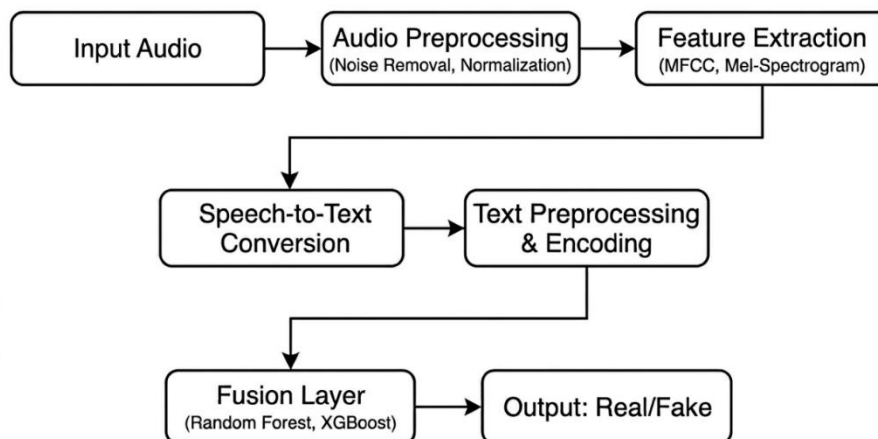 Input Audio
Audio Preprocessing
(Noise Removal, Normalization)
Feature Extraction
(MFCC, Mel-Spectrogram)
Speech-to-Text
Conversion
Text Preprocessing
& Encoding
Fusion Layer
(Random Forest, XGBoost)
Output: Real/Fake